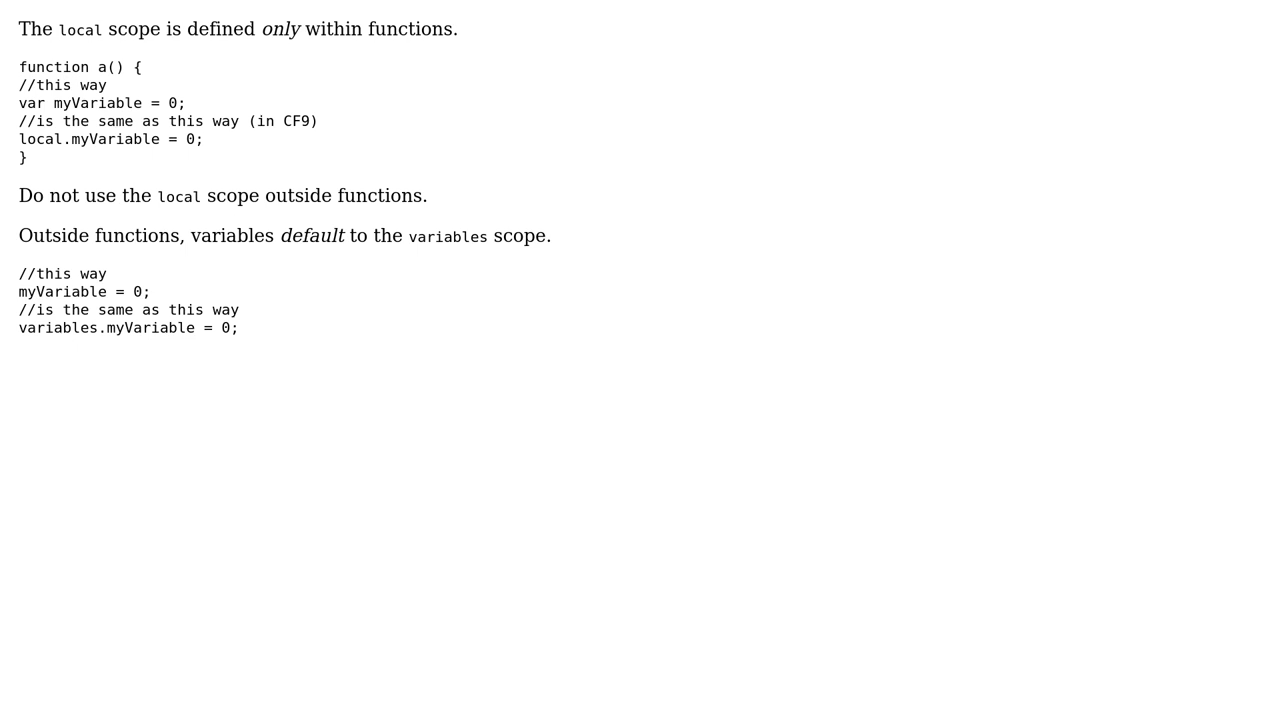 The local scope is defined only within functions.
function a() {
//this way
var myVariable = 0;
//is the same as this way (in CF9)
local.myVariable = 0;
}
Do not use the local scope outside functions.
Outside functions, variables default to the variables scope.
//this way
myVariable = 0;
//is the same as this way
variables.myVariable = 0;